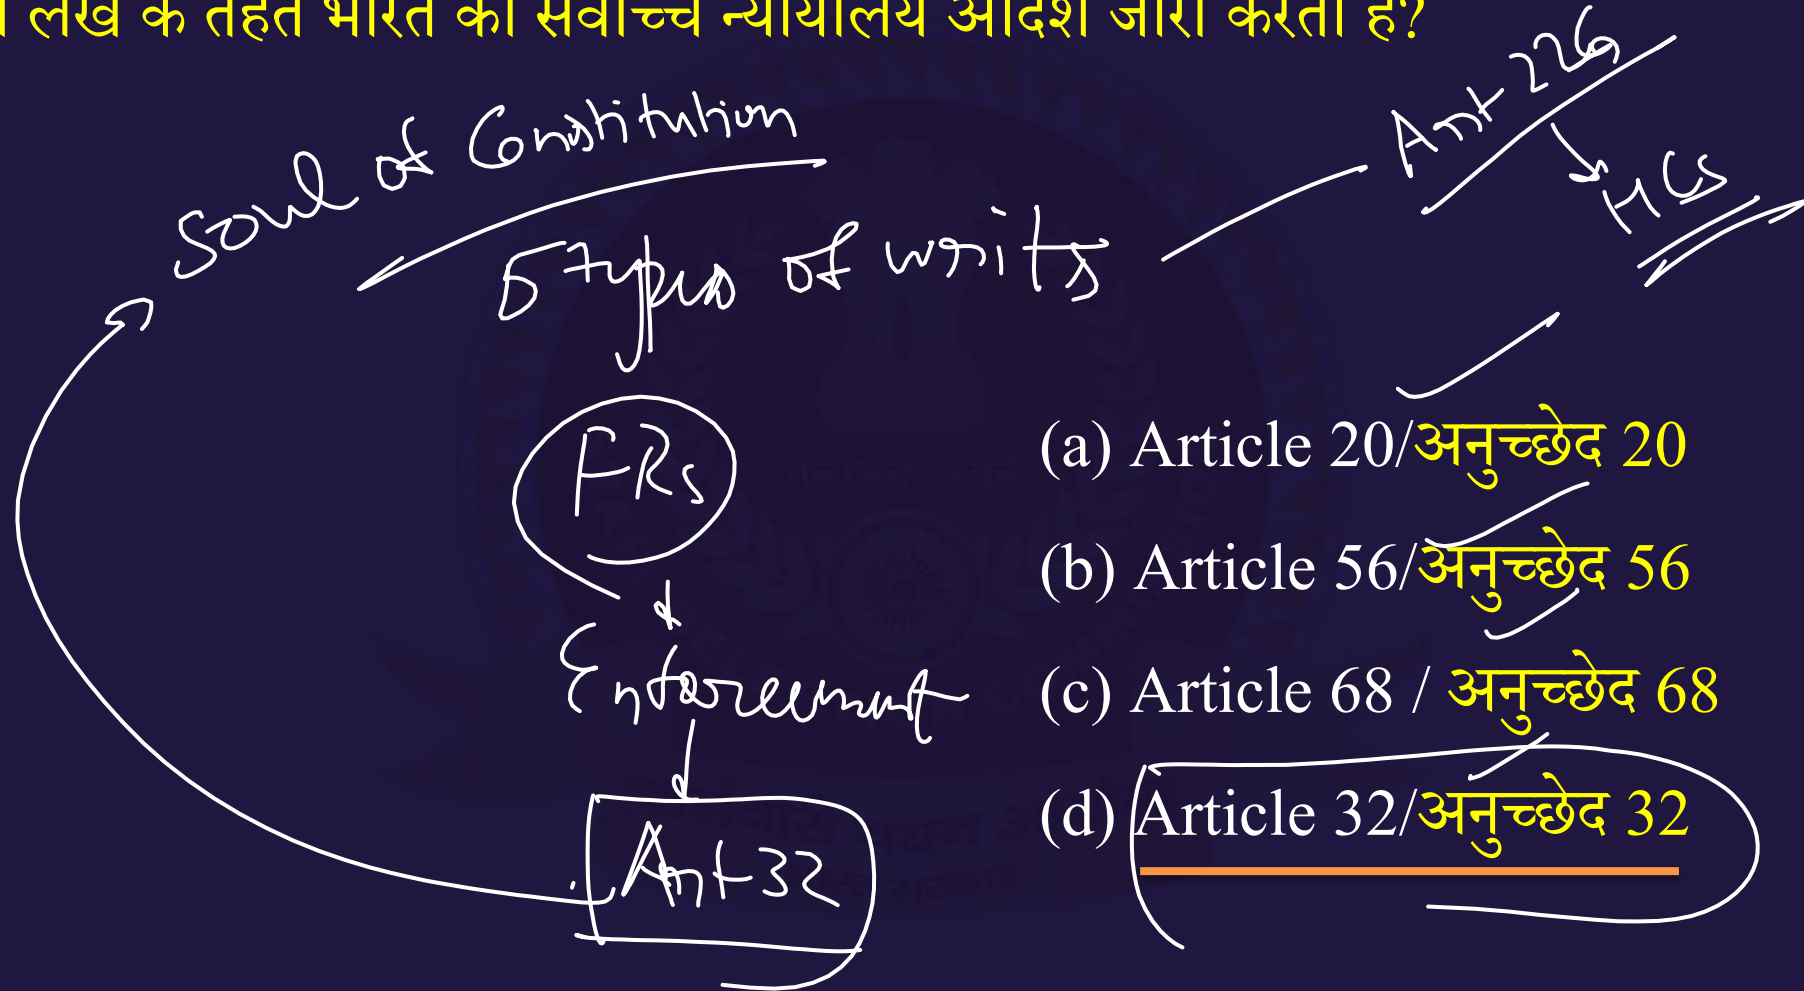 लेख के तहत भारत का सर्वोच्च न्यायालय आदेश जारी करता है?
Soul of Constitution
Art 226
HCs
5 types of writs
FRs
Enforcement
Art 32
(a) Article 20/अनुच्छेद 20
(b) Article 56/अनुच्छेद 56
(c) Article 68 / अनुच्छेद 68
(d) Article 32/अनुच्छेद 32